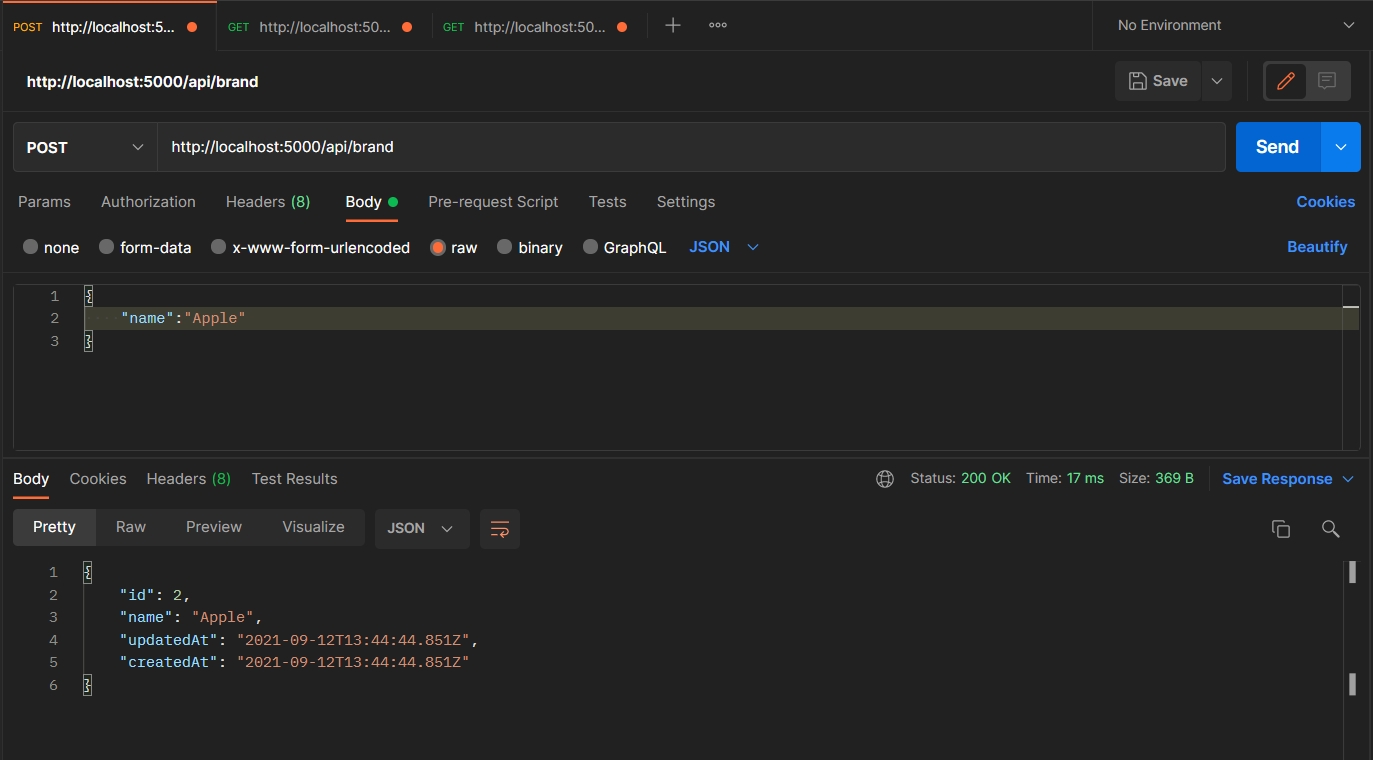 POST http://localhost:5... GET http://localhost:50... GET http://localhost:50... No Environment
http://localhost:5000/api/brand Save
POST http://localhost:5000/api/brand Send
Params Authorization Headers (8) Body Pre-request Script Tests Settings Cookies
none form-data x-www-form-urlencoded raw binary GraphQL JSON Beautify
1 {
2 "name":"Apple"
3 }
Body Cookies Headers (8) Test Results Status: 200 OK Time: 17 ms Size: 369 B Save Response
Pretty Raw Preview Visualize JSON
1 {
2 "id": 2,
3 "name": "Apple",
4 "updatedAt": "2021-09-12T13:44:44.851Z",
5 "createdAt": "2021-09-12T13:44:44.851Z"
6 }